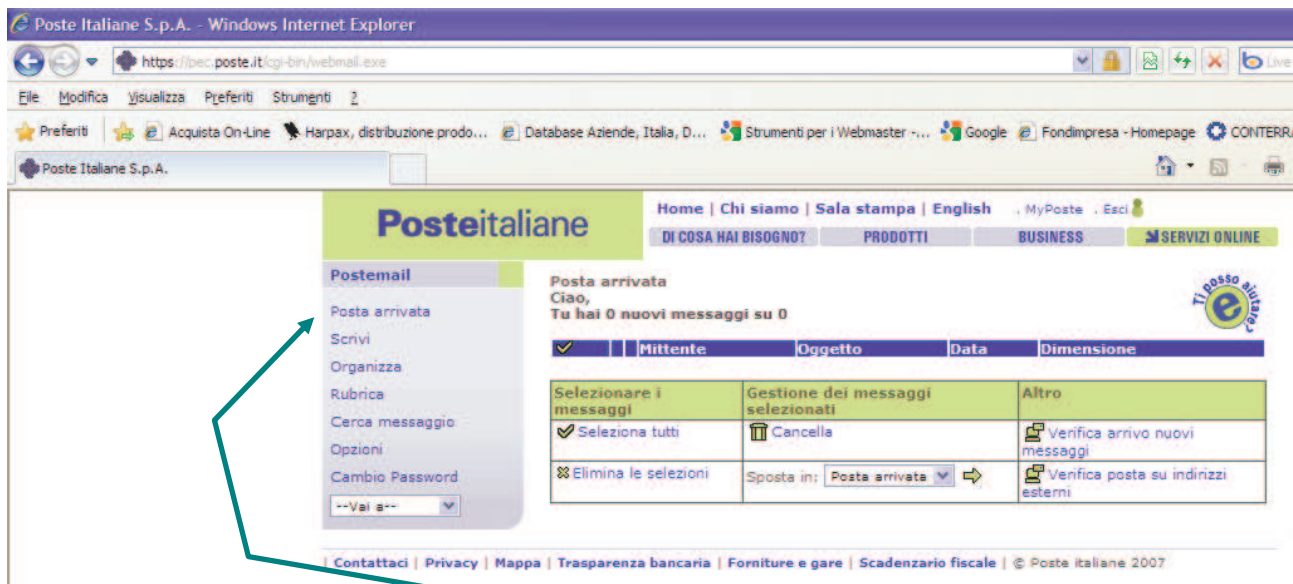 Poste Italiane S.p.A. - Windows Internet Explorer
https://pec.poste.it/cgi-bin/webmail.exe
Live
File Modifica Visualizza Preferiti Strumenti ?
Preferiti Acquista On-Line Harpax, distribuzione prodo... Database Aziende, Italia, D... Strumenti per i Webmaster -... Google Fondimpresa - Homepage CONTERRA
Poste Italiane S.p.A.
Posteitaliane
Home | Chi siamo | Sala stampa | English . MyPoste . Esci
DI COSA HAI BISOGNO? PRODOTTI BUSINESS SERVIZI ONLINE
Postemail
Posta arrivata
Scrivi
Organizza
Rubrica
Cerca messaggio
Opzioni
Cambio Password
--Vai a--
Posta arrivata
Ciao,
Tu hai 0 nuovi messaggi su 0
Ti posso aiutare?
e
Mittente Oggetto Data Dimensione
Selezionare i messaggi
Gestione dei messaggi selezionati
Altro
Seleziona tutti
Cancella
Verifica arrivo nuovi messaggi
Elimina le selezioni
Sposta in: Posta arrivata
Verifica posta su indirizzi esterni
| Contattaci | Privacy | Mappa | Trasparenza bancaria | Forniture e gare | Scadenzario fiscale | © Poste italiane 2007